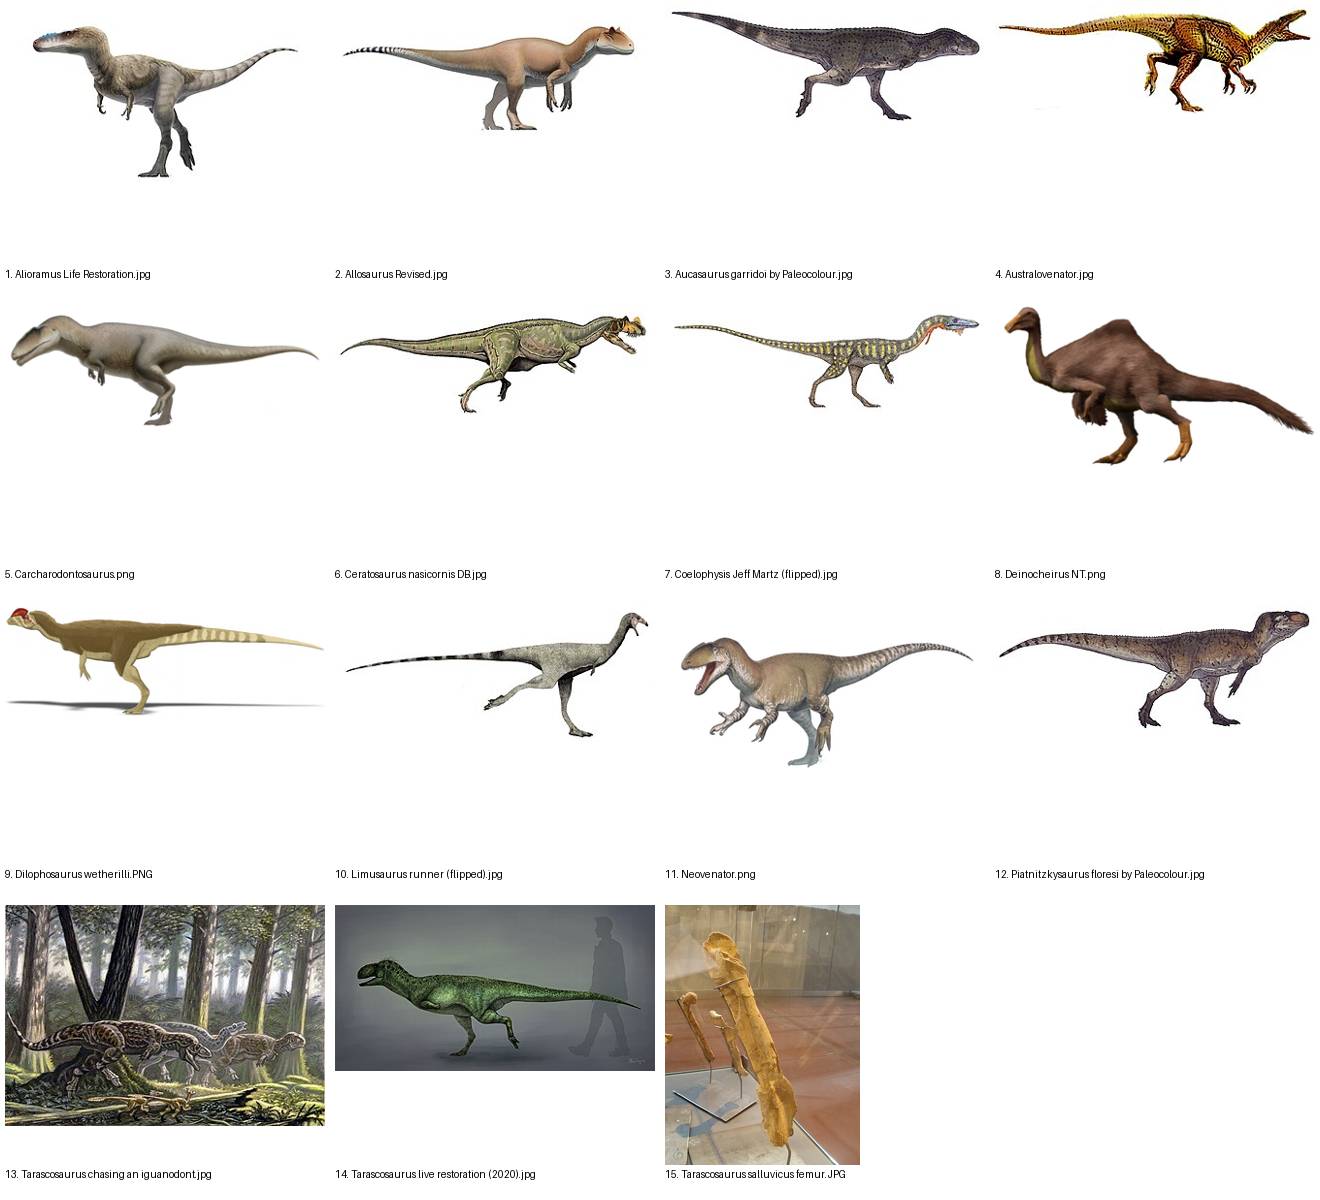 1. Alioramus Life Restoration.jpg
2. Allosaurus Revised.jpg
3. Aucasaurus garridoi by Paleocolour.jpg
4. Australovenator.jpg
5. Carcharodontosaurus.png
6. Ceratosaurus nasicornis DB.jpg
7. Coelophysis Jeff Martz (flipped).jpg
8. Deinocheirus NT.png
9. Dilophosaurus wetherilli.PNG
10. Limusaurus runner (flipped).jpg
11. Neovenator.png
12. Piatnitzkysaurus floresi by Paleocolour.jpg
13. Tarascosaurus chasing an iguanodont.jpg
14. Tarascosaurus live restoration (2020).jpg
15. Tarascosaurus salluvicus femur.JPG